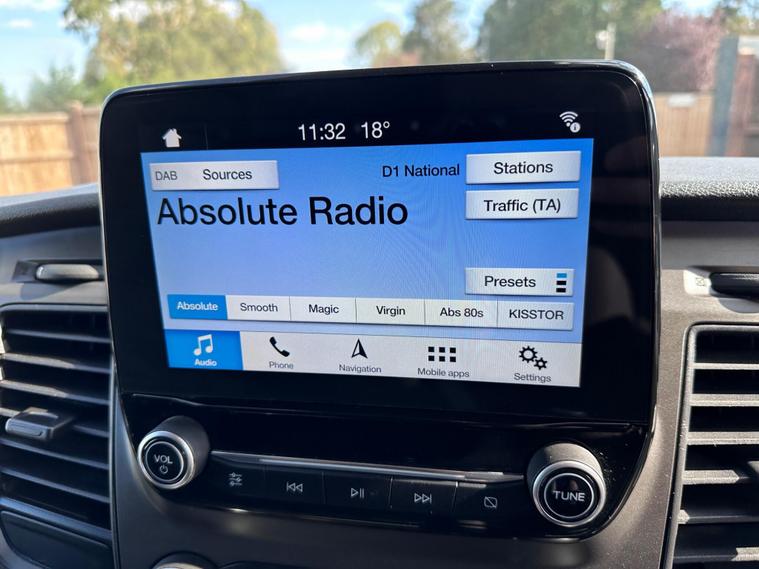 11:32 18°
DAB Sources D1 National Stations
Absolute Radio Traffic (TA)
Presets
Absolute Smooth Magic Virgin Abs 80s KISSTOR
Audio Phone Navigation Mobile apps Settings
VOL
TUNE